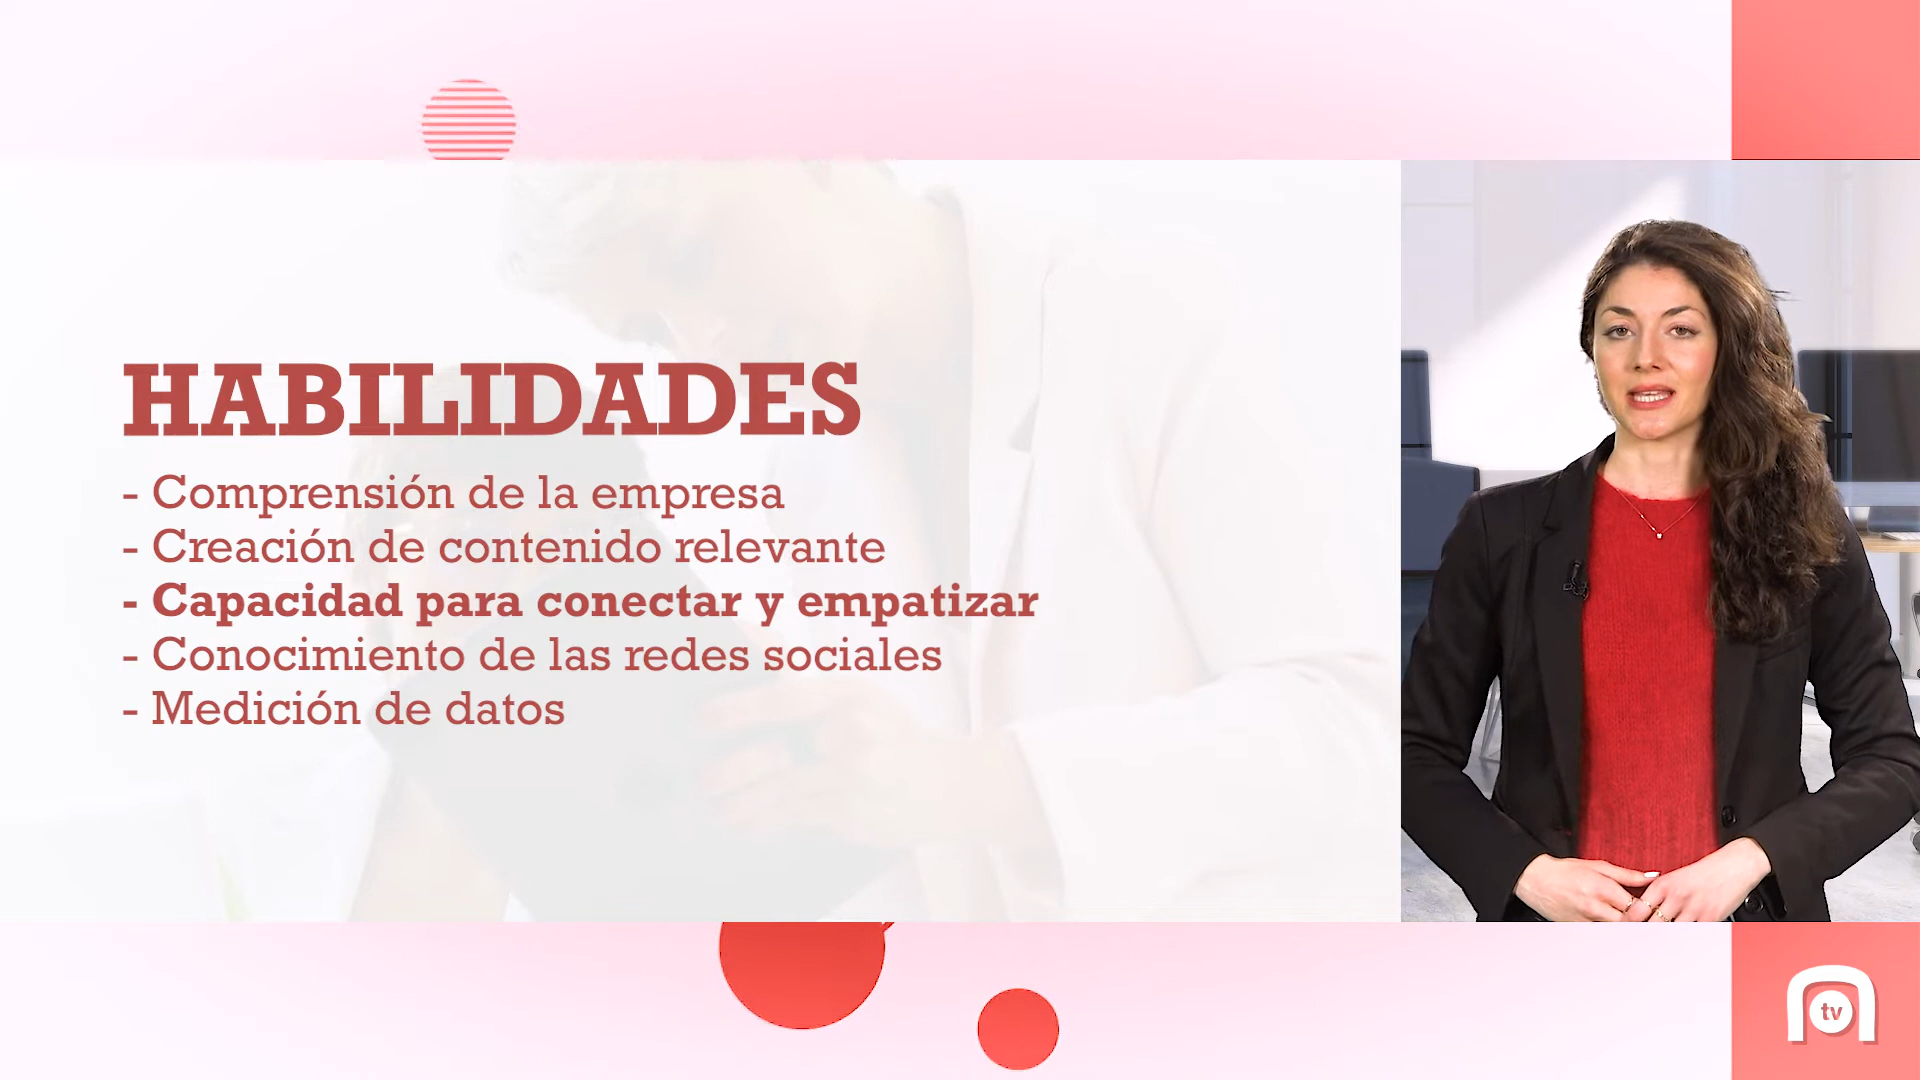 HABILIDADES
- Comprensión de la empresa
- Creación de contenido relevante
- Capacidad para conectar y empatizar
- Conocimiento de las redes sociales
- Medición de datos
tv